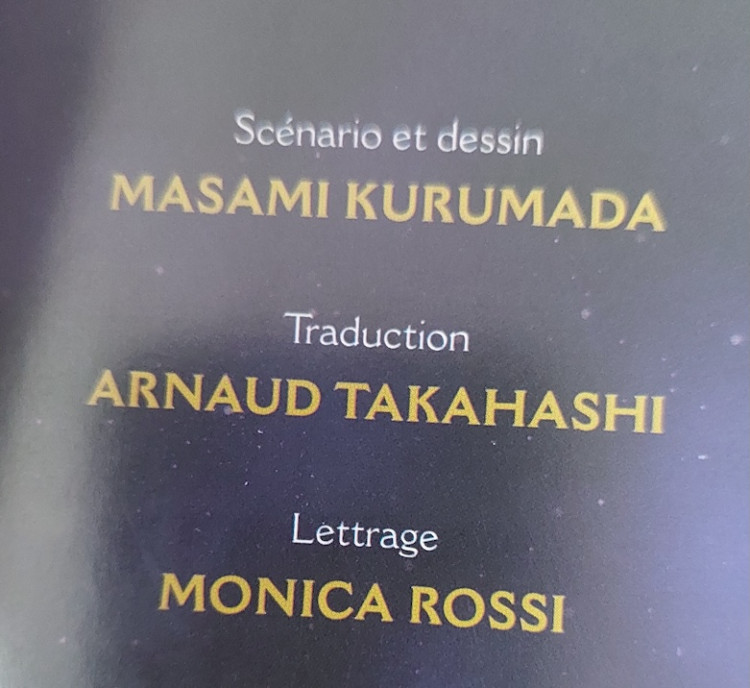 Scénario et dessin
MASAMI KURUMADA
Traduction
ARNAUD TAKAHASHI
Lettrage
MONICA ROSSI